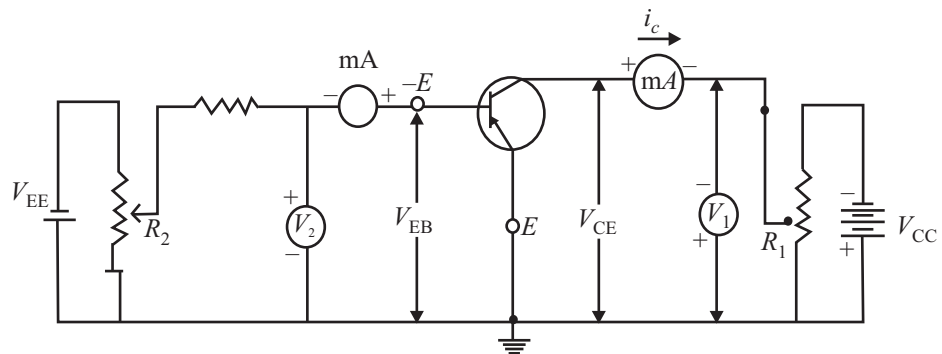 i_c
mA
− + −E
+ mA −
V_EE
R_2
+
V_2
−
V_EB
E
V_CE
−
V_1
+
R_1
−
+
V_CC